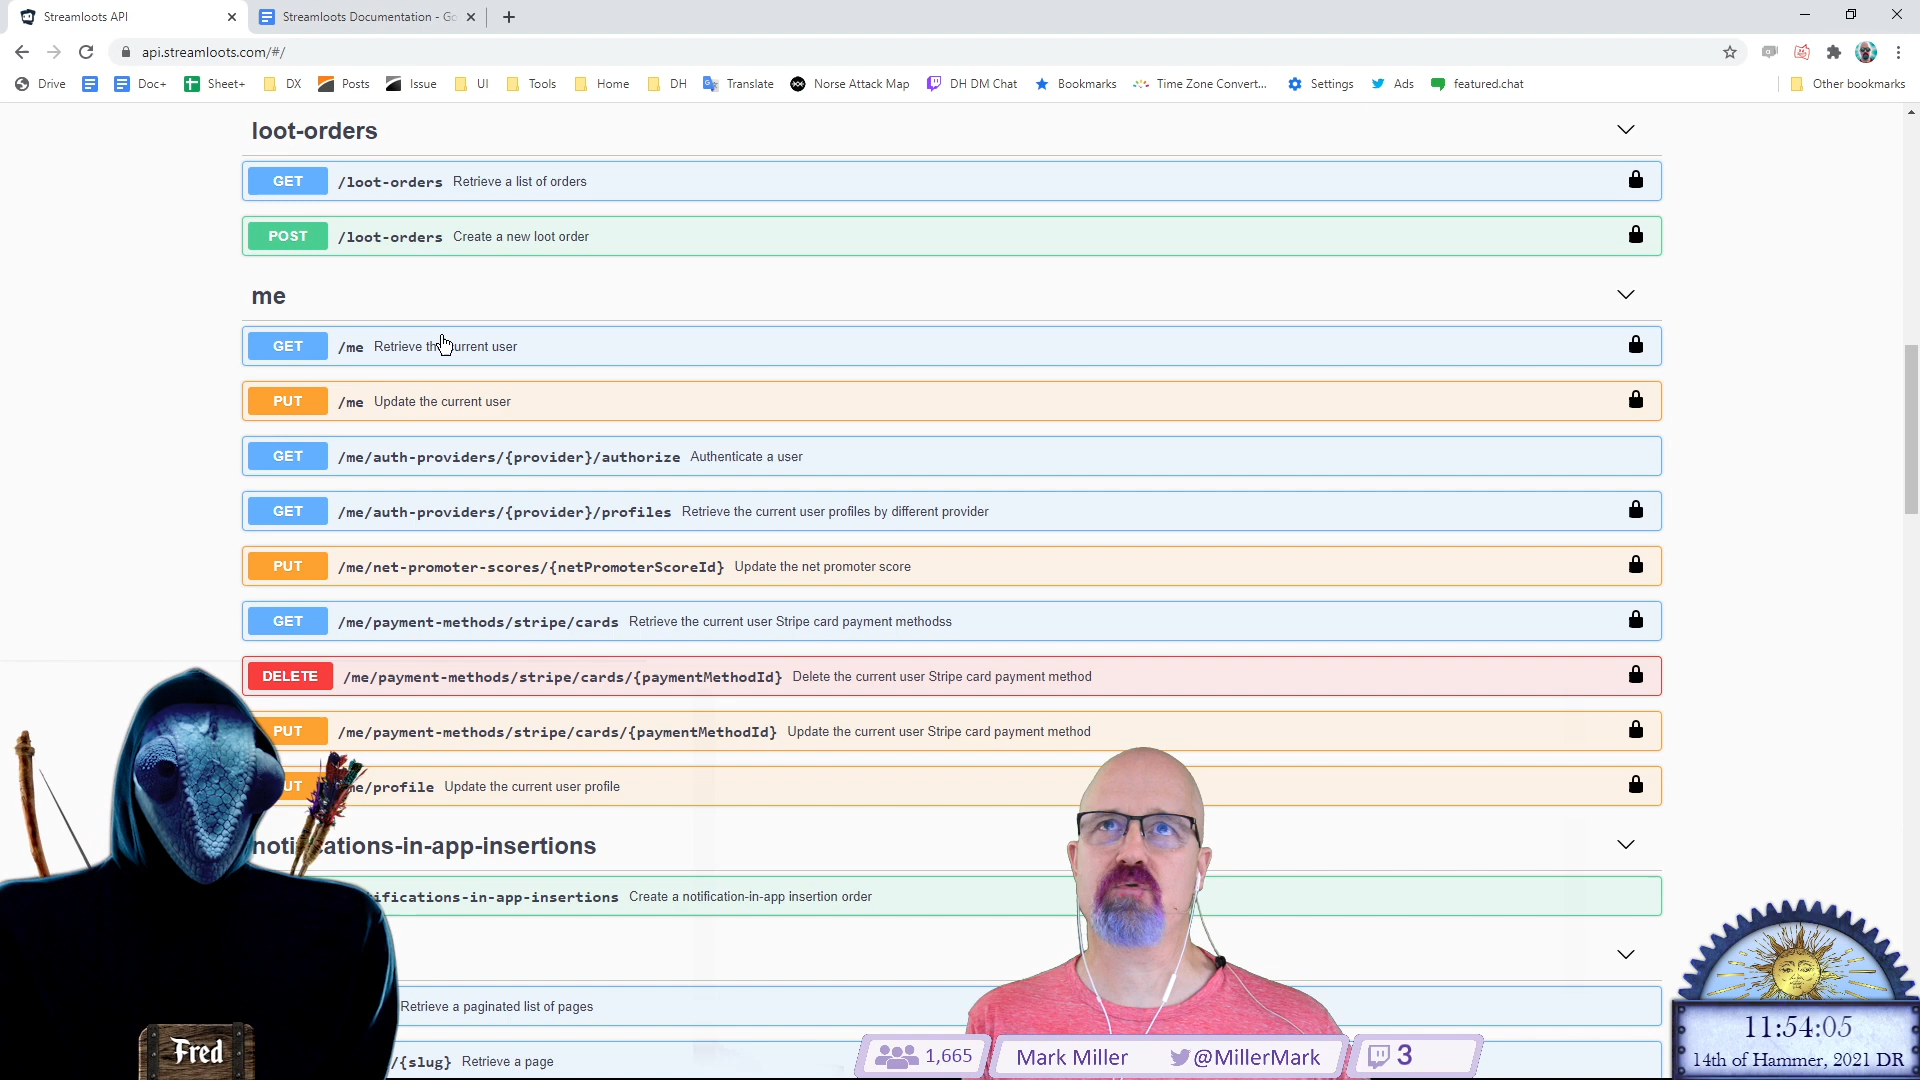 Streamloots API
Streamloots Documentation - Go
api.streamloots.com/#/
Drive
Doc+
Sheet+
DX
Posts
Issue
UI
Tools
Home
DH
Translate
Norse Attack Map
DH DM Chat
Bookmarks
Time Zone Convert...
Settings
Ads
featured.chat
Other bookmarks
loot-orders
GET /loot-orders Retrieve a list of orders
POST /loot-orders Create a new loot order
me
GET /me Retrieve th urrent user
PUT /me Update the current user
GET /me/auth-providers/{provider}/authorize Authenticate a user
GET /me/auth-providers/{provider}/profiles Retrieve the current user profiles by different provider
PUT /me/net-promoter-scores/{netPromoterScoreId} Update the net promoter score
GET /me/payment-methods/stripe/cards Retrieve the current user Stripe card payment methodss
DELETE /me/payment-methods/stripe/cards/{paymentMethodId} Delete the current user Stripe card payment method
PUT /me/payment-methods/stripe/cards/{paymentMethodId} Update the current user Stripe card payment method
UT me/profile Update the current user profile
noti ations-in-app-insertions
ifications-in-app-insertions Create a notification-in-app insertion order
Retrieve a paginated list of pages
/{slug} Retrieve a page
Fred
1,665
Mark Miller
@MillerMark
3
11:54:05
14th of Hammer, 2021 DR